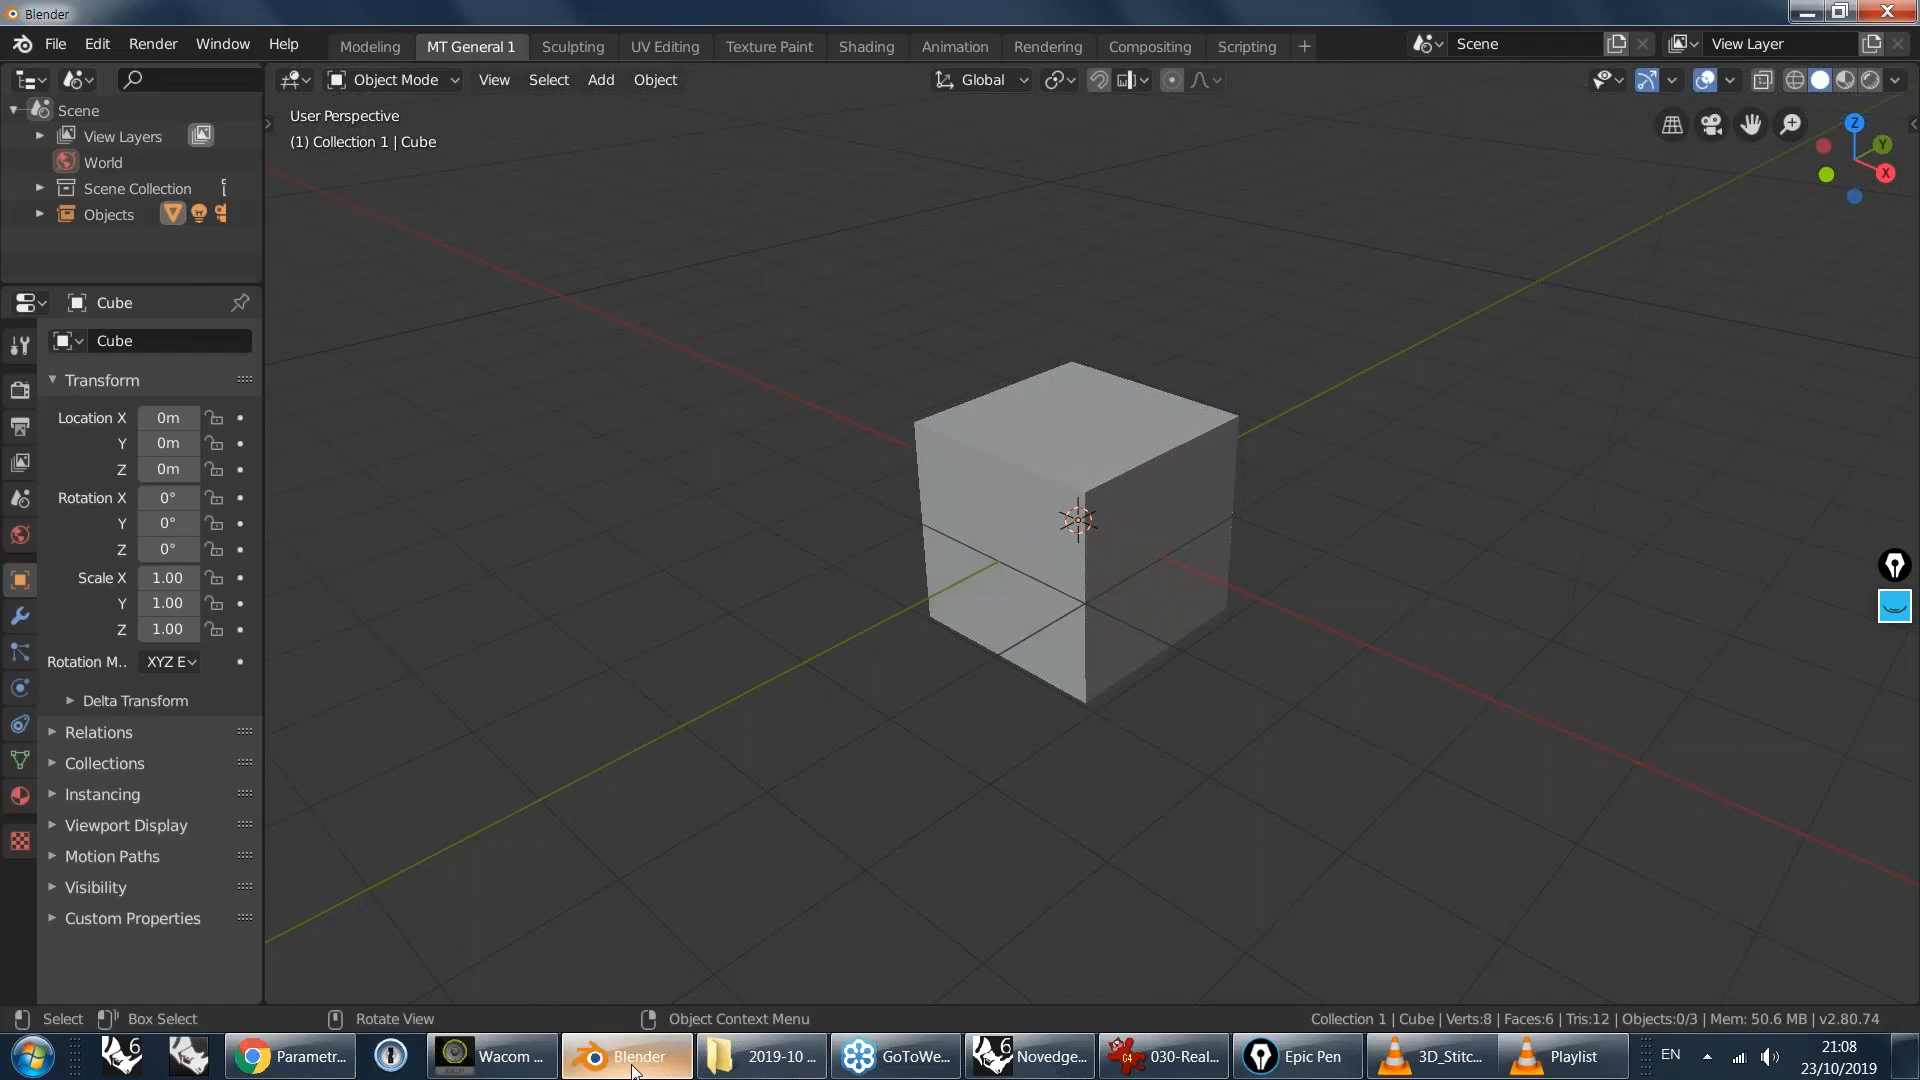 Blender
File Edit Render Window Help
Modeling MT General 1 Sculpting UV Editing Texture Paint Shading Animation Rendering Compositing Scripting +
Scene
View Layer
Object Mode View Select Add Object
Global
Scene
View Layers
World
Scene Collection
Objects
User Perspective
(1) Collection 1 | Cube
Z
Y
X
Cube
Cube
Transform
Location X 0m
Y 0m
Z 0m
Rotation X 0°
Y 0°
Z 0°
Scale X 1.00
Y 1.00
Z 1.00
Rotation M.. XYZ E
Delta Transform
Relations
Collections
Instancing
Viewport Display
Motion Paths
Visibility
Custom Properties
Select Box Select Rotate View Object Context Menu
Collection 1 | Cube | Verts:8 | Faces:6 | Tris:12 | Objects:0/3 | Mem: 50.6 MB | v2.80.74
6
Parametr...
Wacom ...
Blender
2019-10 ...
GoToWe...
6
Novedge...
G4
030-Real...
Epic Pen
3D_Stitc...
Playlist
EN
21:08
23/10/2019